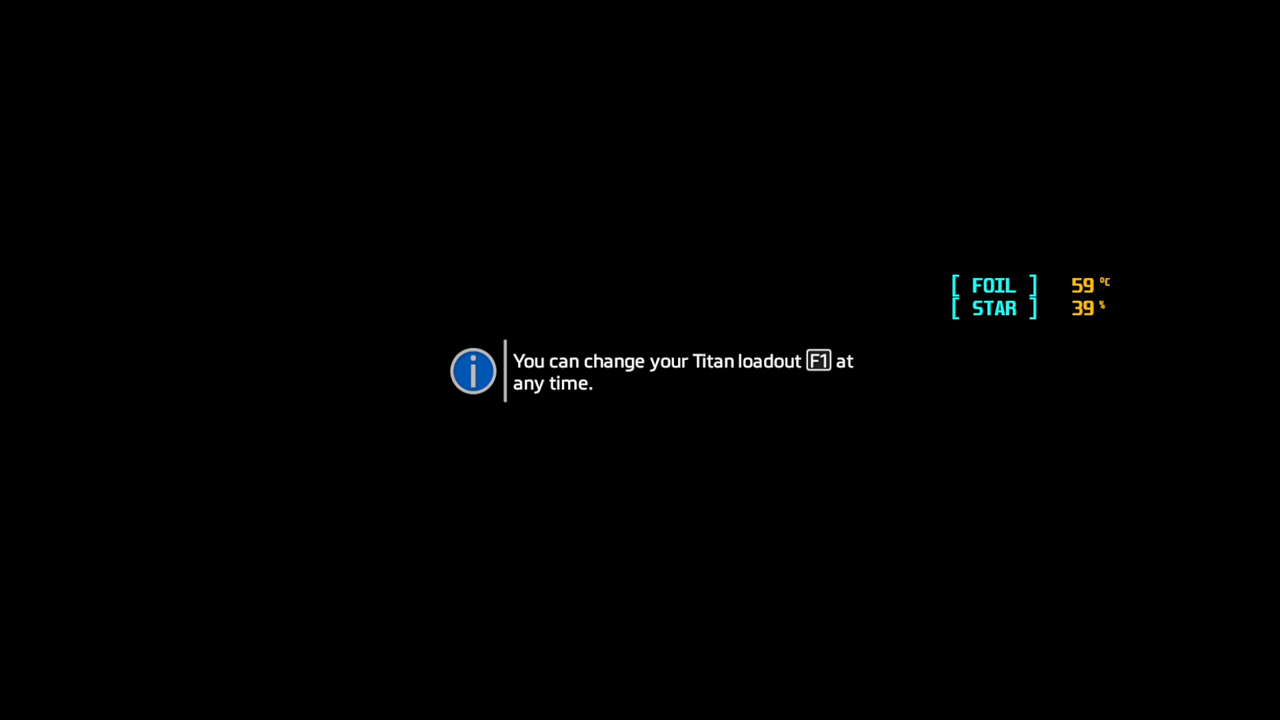 [ FOIL ] 59 °C
[ STAR ] 39 %
You can change your Titan loadout F1 at
any time.